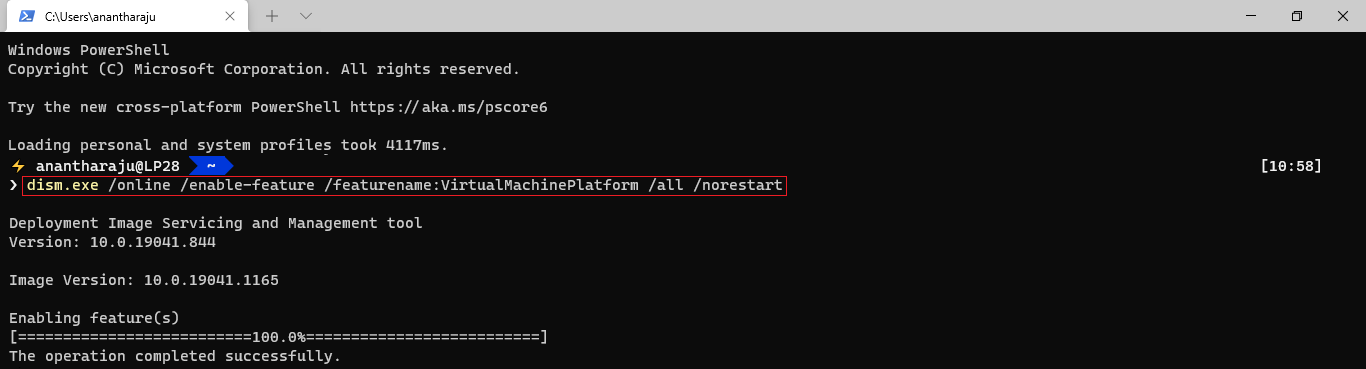 C:\Users\anantharaju
Windows PowerShell
Copyright (C) Microsoft Corporation. All rights reserved.
Try the new cross-platform PowerShell https://aka.ms/pscore6
Loading personal and system profiles took 4117ms.
⚡ anantharaju@LP28 ~ [10:58]
❯ dism.exe /online /enable-feature /featurename:VirtualMachinePlatform /all /norestart
Deployment Image Servicing and Management tool
Version: 10.0.19041.844
Image Version: 10.0.19041.1165
Enabling feature(s)
[==========================100.0%==========================]
The operation completed successfully.